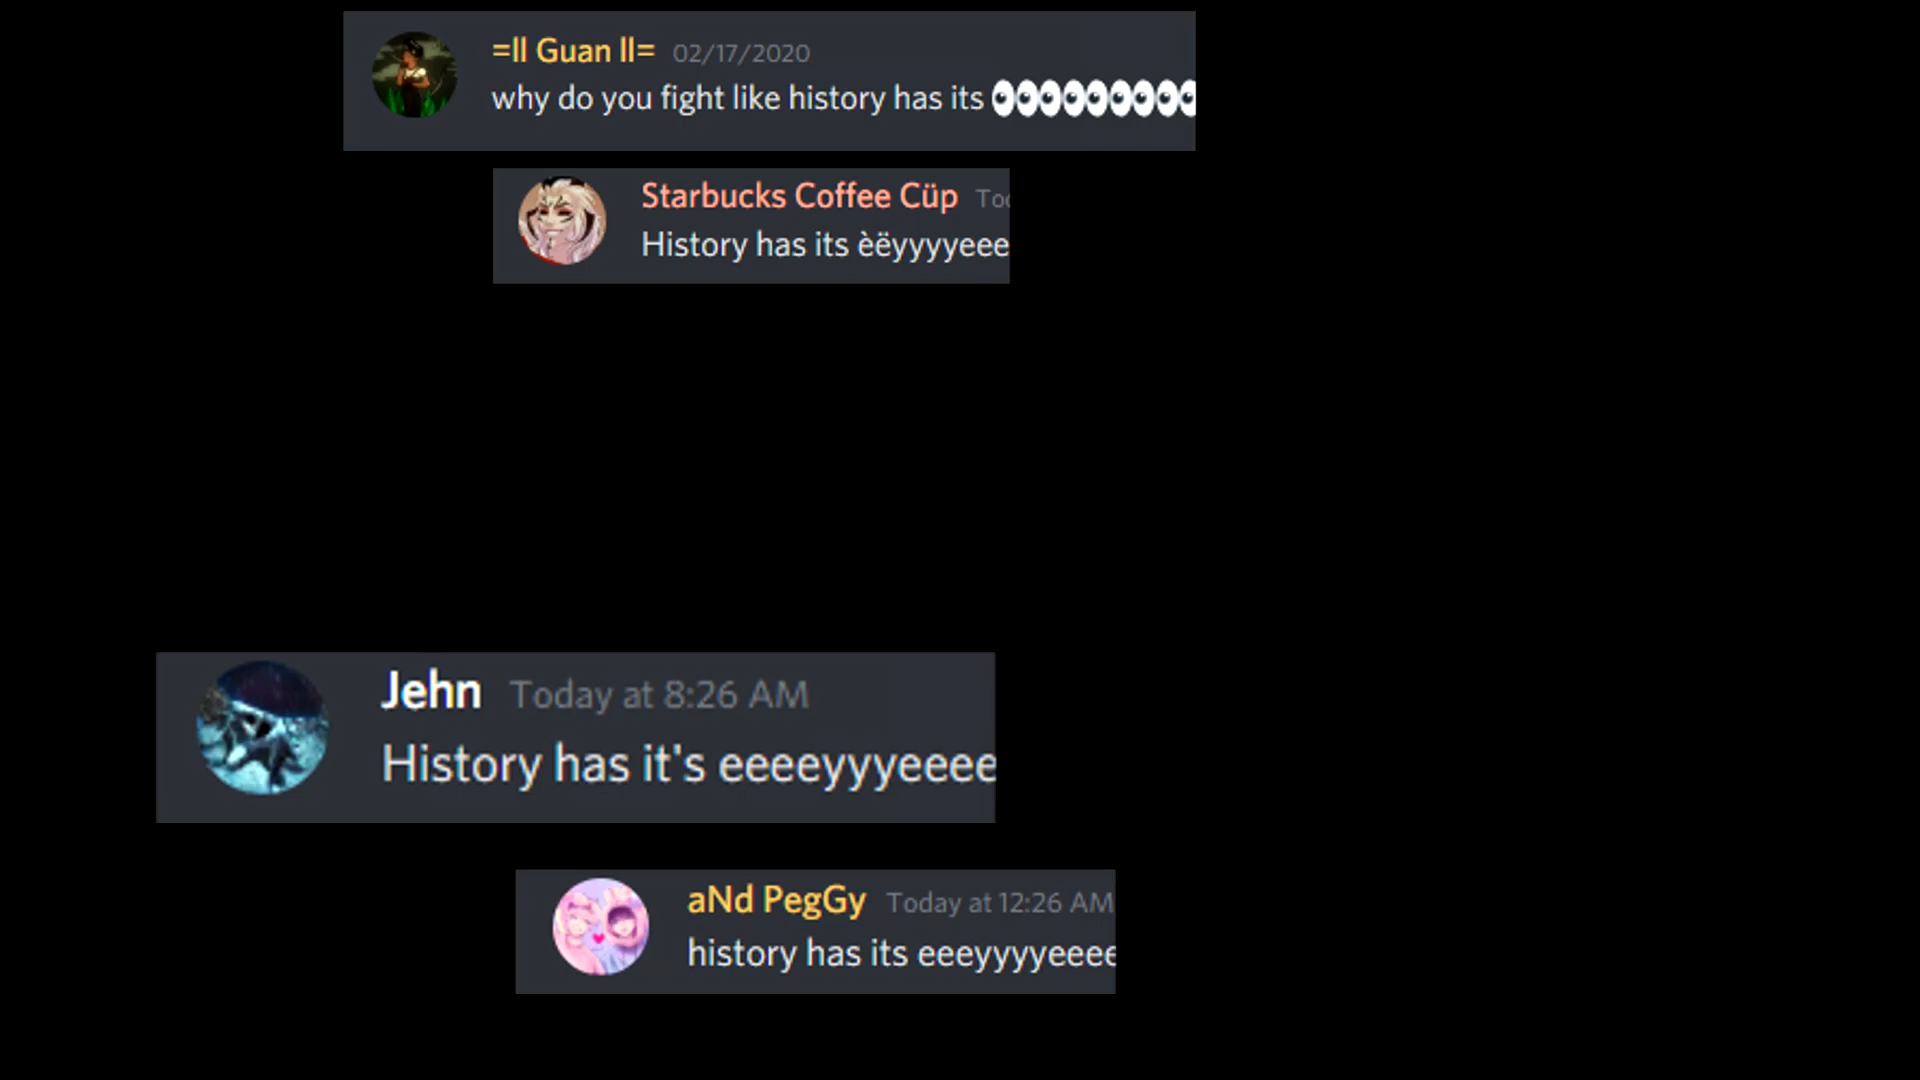 =ll Guan ll= 02/17/2020
why do you fight like history has its 👀👀👀👀👀👀👀👀👀
Starbucks Coffee Cüp
History has its èëyyyyeee
Jehn Today at 8:26 AM
History has it's eeeeyyyeeee
aNd PegGy Today at 12:26 AM
history has its eeeyyyyeeee